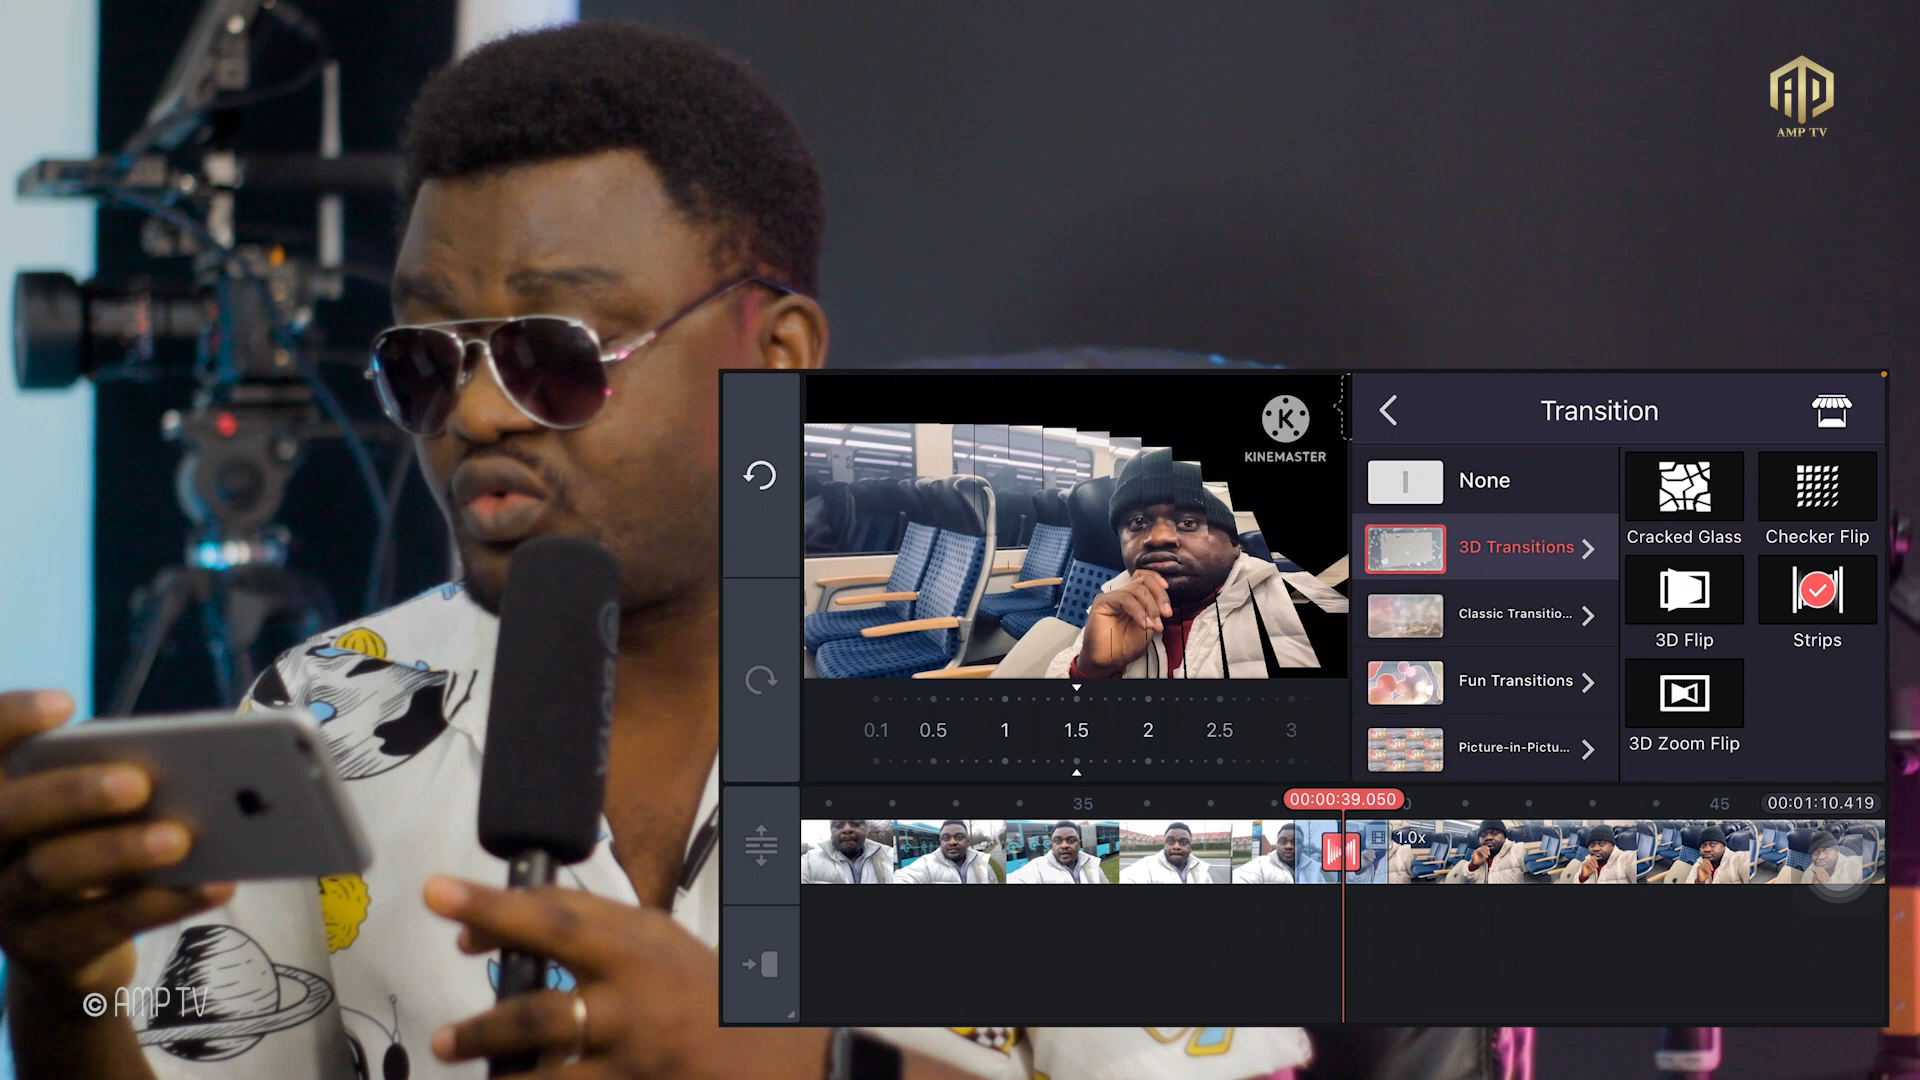 AMP TV
K
KINEMASTER
Transition
None
3D Transitions
Classic Transitio...
Fun Transitions
Picture-in-Pictu...
Cracked Glass
Checker Flip
3D Flip
Strips
3D Zoom Flip
0.1 0.5 1 1.5 2 2.5 3
35 00:00:39.050 45 00:01:10.419
1.0x
© AMP TV